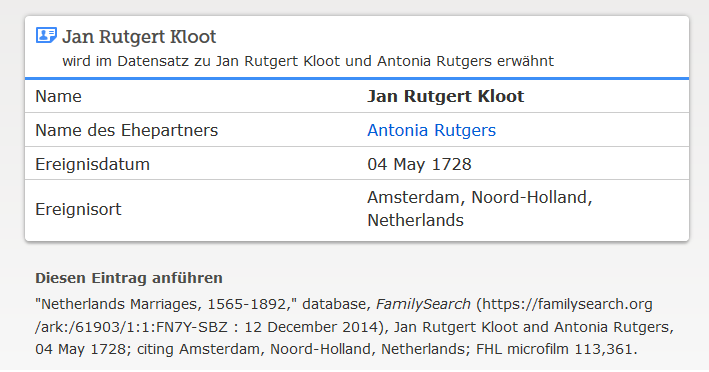 Jan Rutgert Kloot
wird im Datensatz zu Jan Rutgert Kloot und Antonia Rutgers erwähnt
Name Jan Rutgert Kloot
Name des Ehepartners Antonia Rutgers
Ereignisdatum 04 May 1728
Ereignisort Amsterdam, Noord-Holland,
Netherlands
Diesen Eintrag anführen
"Netherlands Marriages, 1565-1892," database, FamilySearch (https://familysearch.org
/ark:/61903/1:1:FN7Y-SBZ : 12 December 2014), Jan Rutgert Kloot and Antonia Rutgers,
04 May 1728; citing Amsterdam, Noord-Holland, Netherlands; FHL microfilm 113,361.